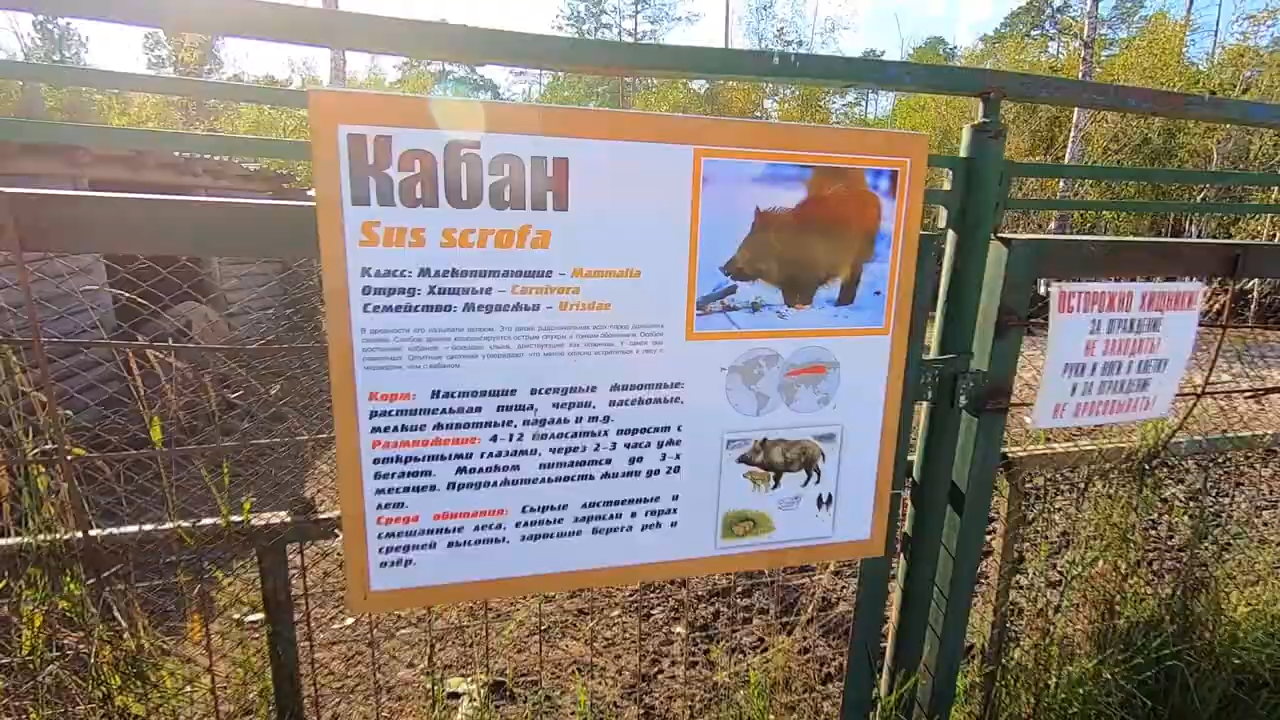 Кабан
Sus scrofa
Класс: Млекопитающие – Mammalia
Отряд: Хищные – Carnivora
Семейство: Медвежьи – Urisdae
Корм: Настоящие всеядные животные:
растительная пища, черви, насекомые,
мелкие животные, падаль и т.д.
Размножение: 4-12 полосатых поросят с
открытыми глазами, через 2-3 часа уже
бегают. Молоком питаются до 3-х
месяцев. Продолжительность жизни до 20
лет.
Среда обитания: Сырые лиственные и
смешанные леса, еловые заросли в горах
средней высоты, заросшие берега рек и
озёр.
ОСТОРОЖНО ХИЩНИКИ!
ЗА ОГРАЖДЕНИЕ
НЕ ЗАХОДИТЬ!
РУКИ И НОГИ В КЛЕТКУ
И ЗА ОГРАЖДЕНИЕ
НЕ ПРОСОВЫВАТЬ!